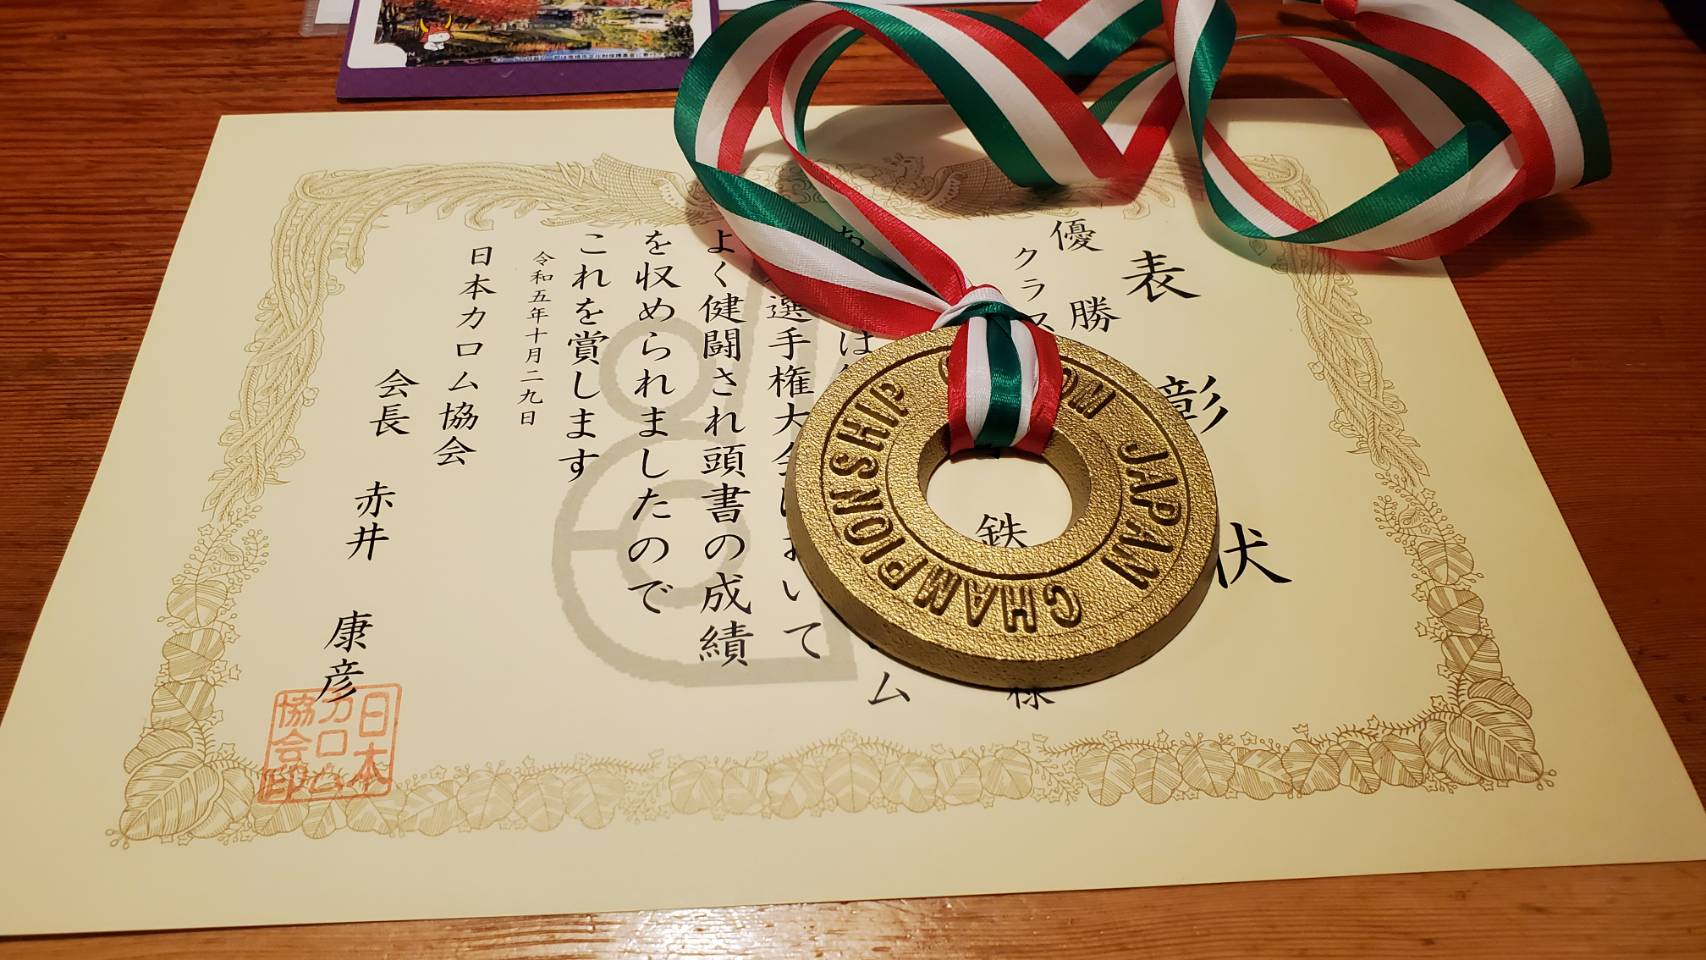 表彰状
優勝
クラス
鉄
様
ム
は
選手権大会において
よく健闘され頭書の成績
を収められましたので
これを賞します
令和五年十月二九日
日本カロム協会
会長 赤井 康彦
日本
カロム
協会印
JAPAN
CHAMPIONSHIP